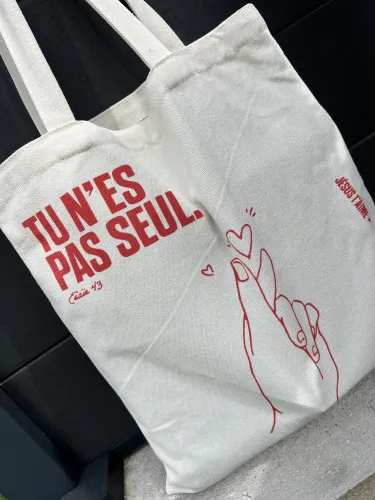 TU N'ES
PAS SEUL.
Ésaïe 43
JÉSUS T'AIME